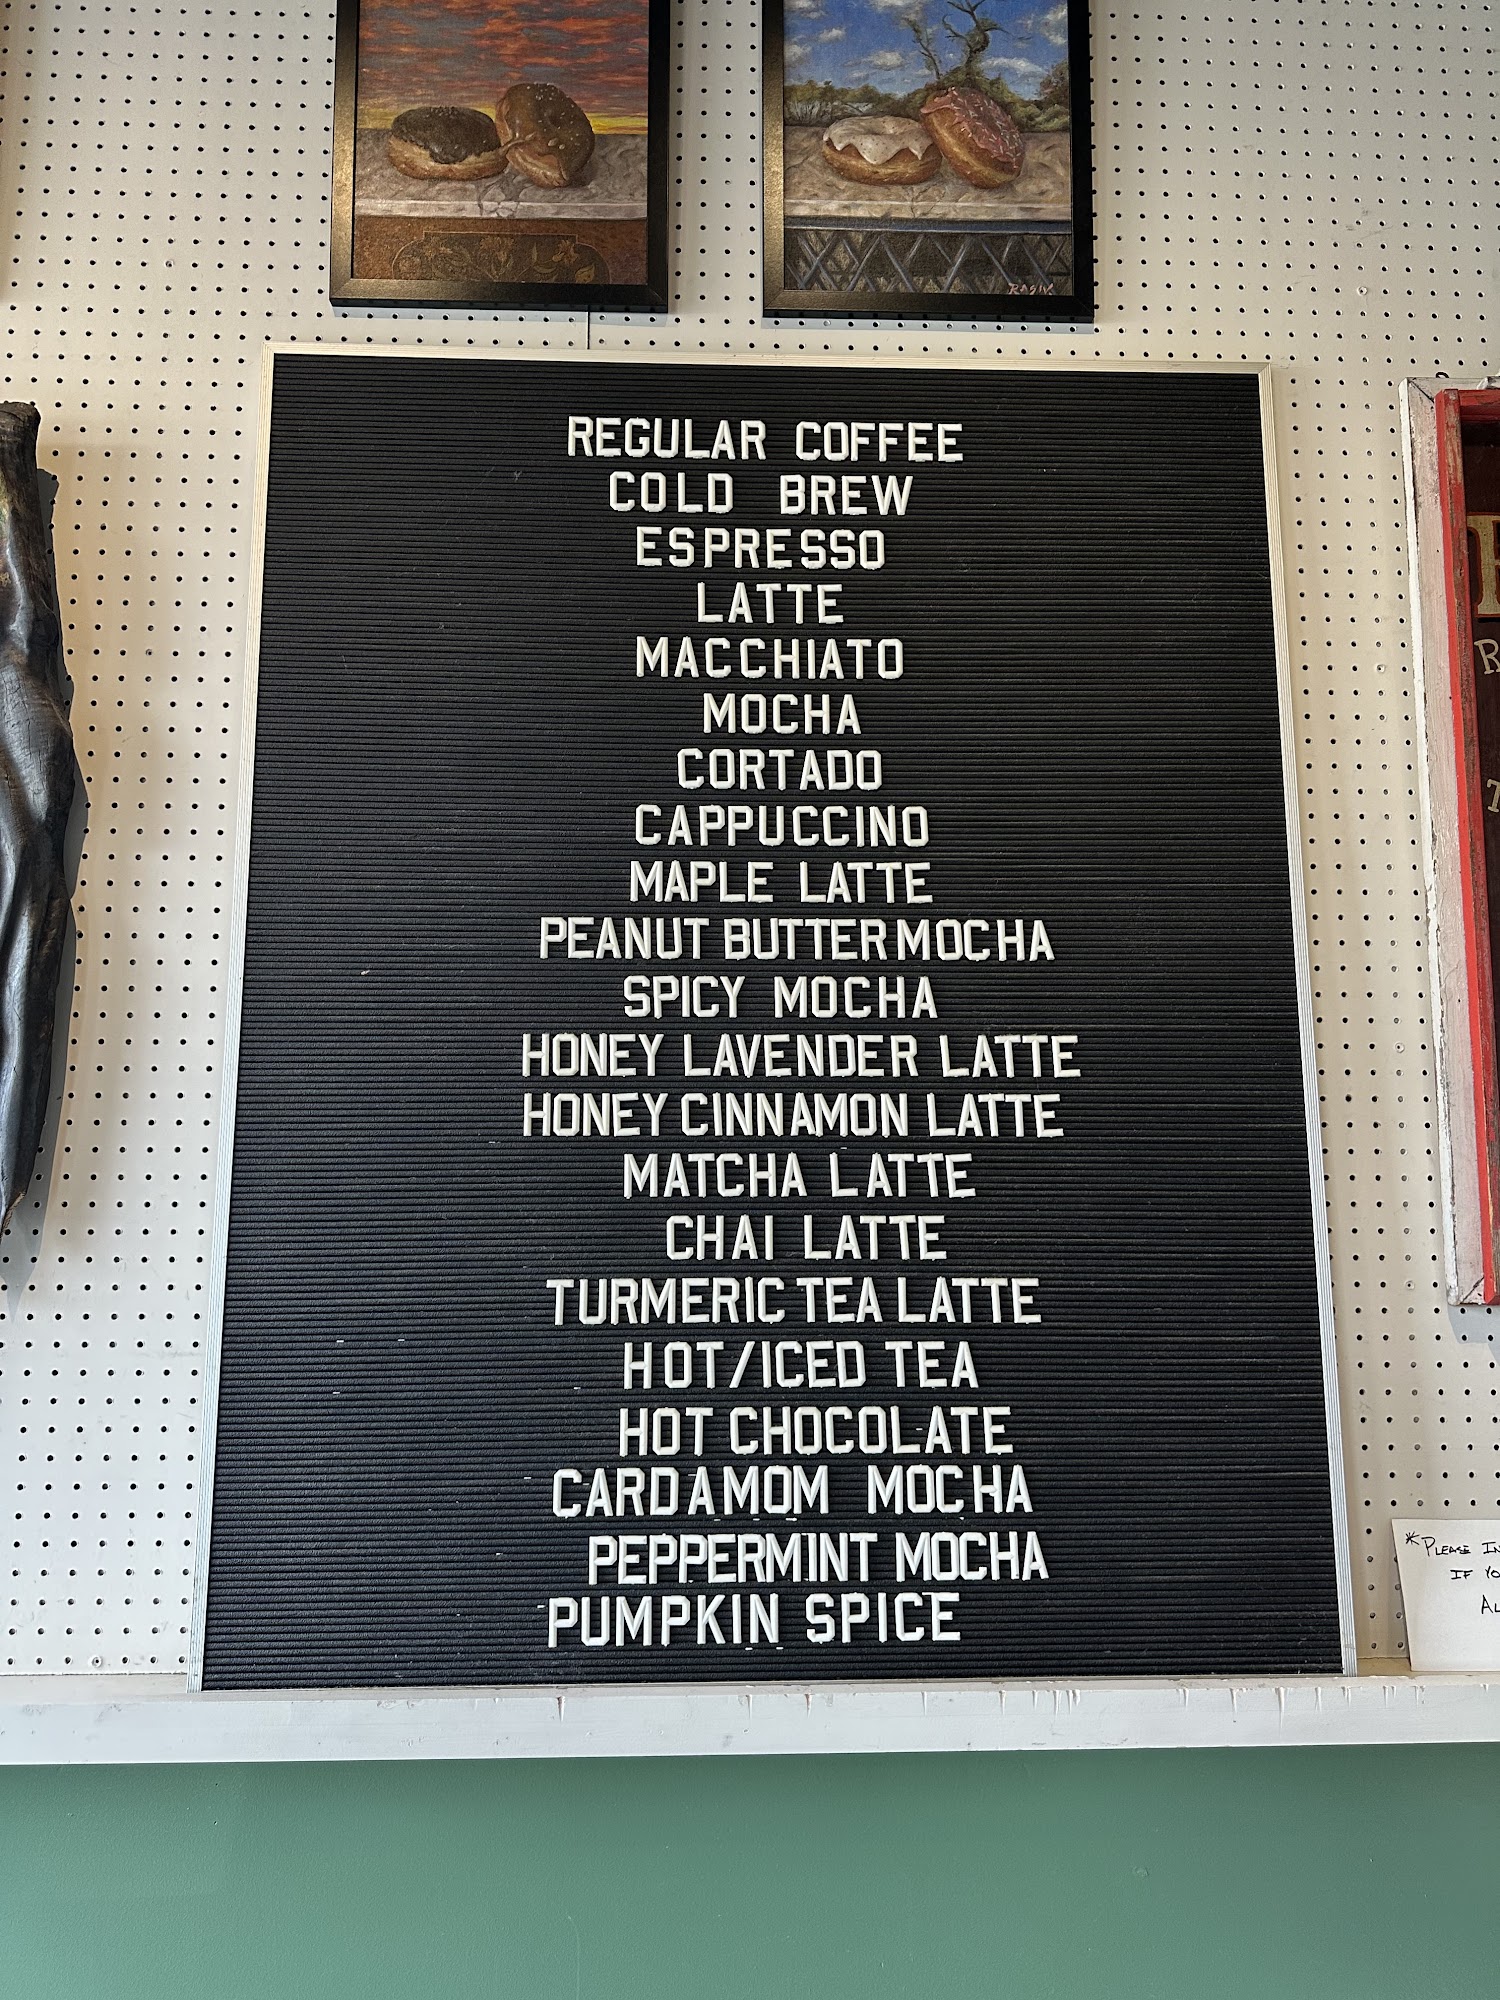 REGULAR COFFEE
COLD BREW
ESPRESSO
LATTE
MACCHIATO
MOCHA
CORTADO
CAPPUCCINO
MAPLE LATTE
PEANUT BUTTER MOCHA
SPICY MOCHA
HONEY LAVENDER LATTE
HONEY CINNAMON LATTE
MATCHA LATTE
CHAI LATTE
TURMERIC TEA LATTE
HOT/ICED TEA
HOT CHOCOLATE
CARDAMOM MOCHA
PEPPERMINT MOCHA
PUMPKIN SPICE
*PLEASE
IF